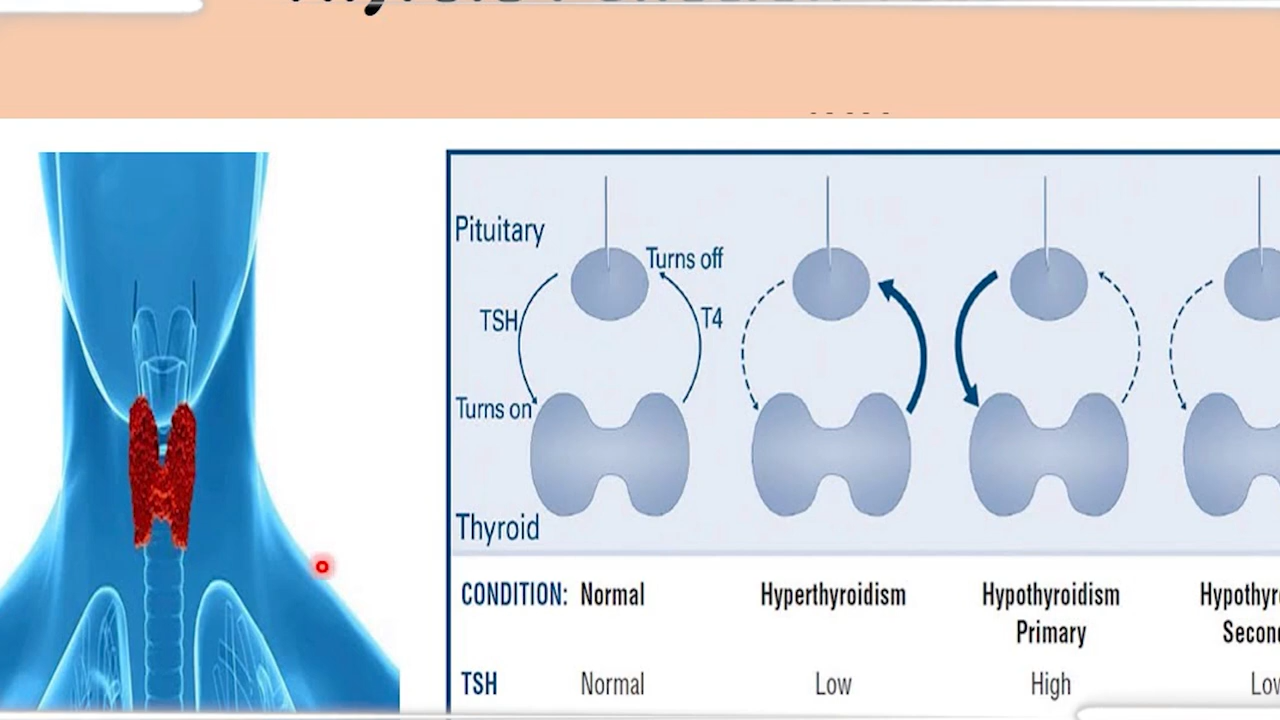 Pituitary
Turns off
TSH
T4
Turns on
Thyroid
CONDITION: Normal Hyperthyroidism Hypothyroidism
Primary
TSH Normal Low High